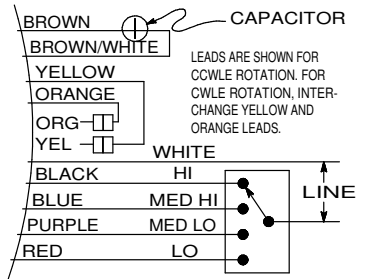 BROWN
CAPACITOR
BROWN/WHITE
LEADS ARE SHOWN FOR
CCWLE ROTATION. FOR
CWLE ROTATION, INTER-
CHANGE YELLOW AND
ORANGE LEADS.
YELLOW
ORANGE
ORG
YEL
WHITE
BLACK HI
LINE
BLUE MED HI
PURPLE MED LO
RED LO